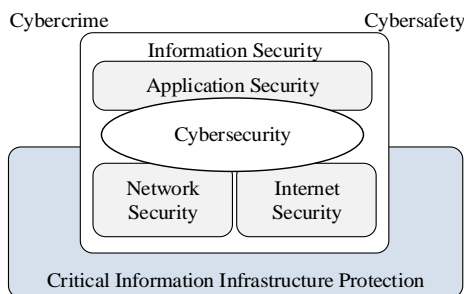 Cybercrime
Cybersafety
Information Security
Application Security
Cybersecurity
Network
Security
Internet
Security
Critical Information Infrastructure Protection